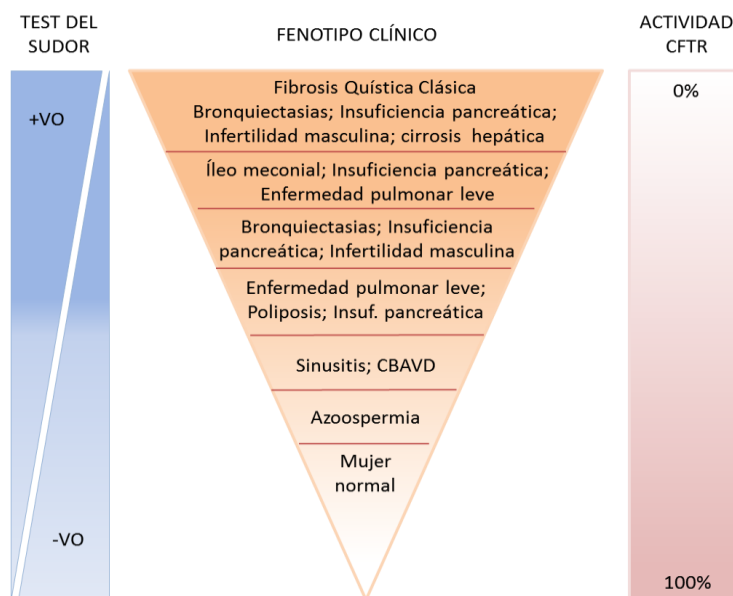 TEST DEL
SUDOR
FENOTIPO CLÍNICO
ACTIVIDAD
CFTR
+VO
-VO
Fibrosis Quística Clásica
Bronquiectasias; Insuficiencia pancreática;
Infertilidad masculina; cirrosis hepática
Íleo meconial; Insuficiencia pancreática;
Enfermedad pulmonar leve
Bronquiectasias; Insuficiencia
pancreática; Infertilidad masculina
Enfermedad pulmonar leve;
Poliposis; Insuf. pancreática
Sinusitis; CBAVD
Azoospermia
Mujer
normal
0%
100%